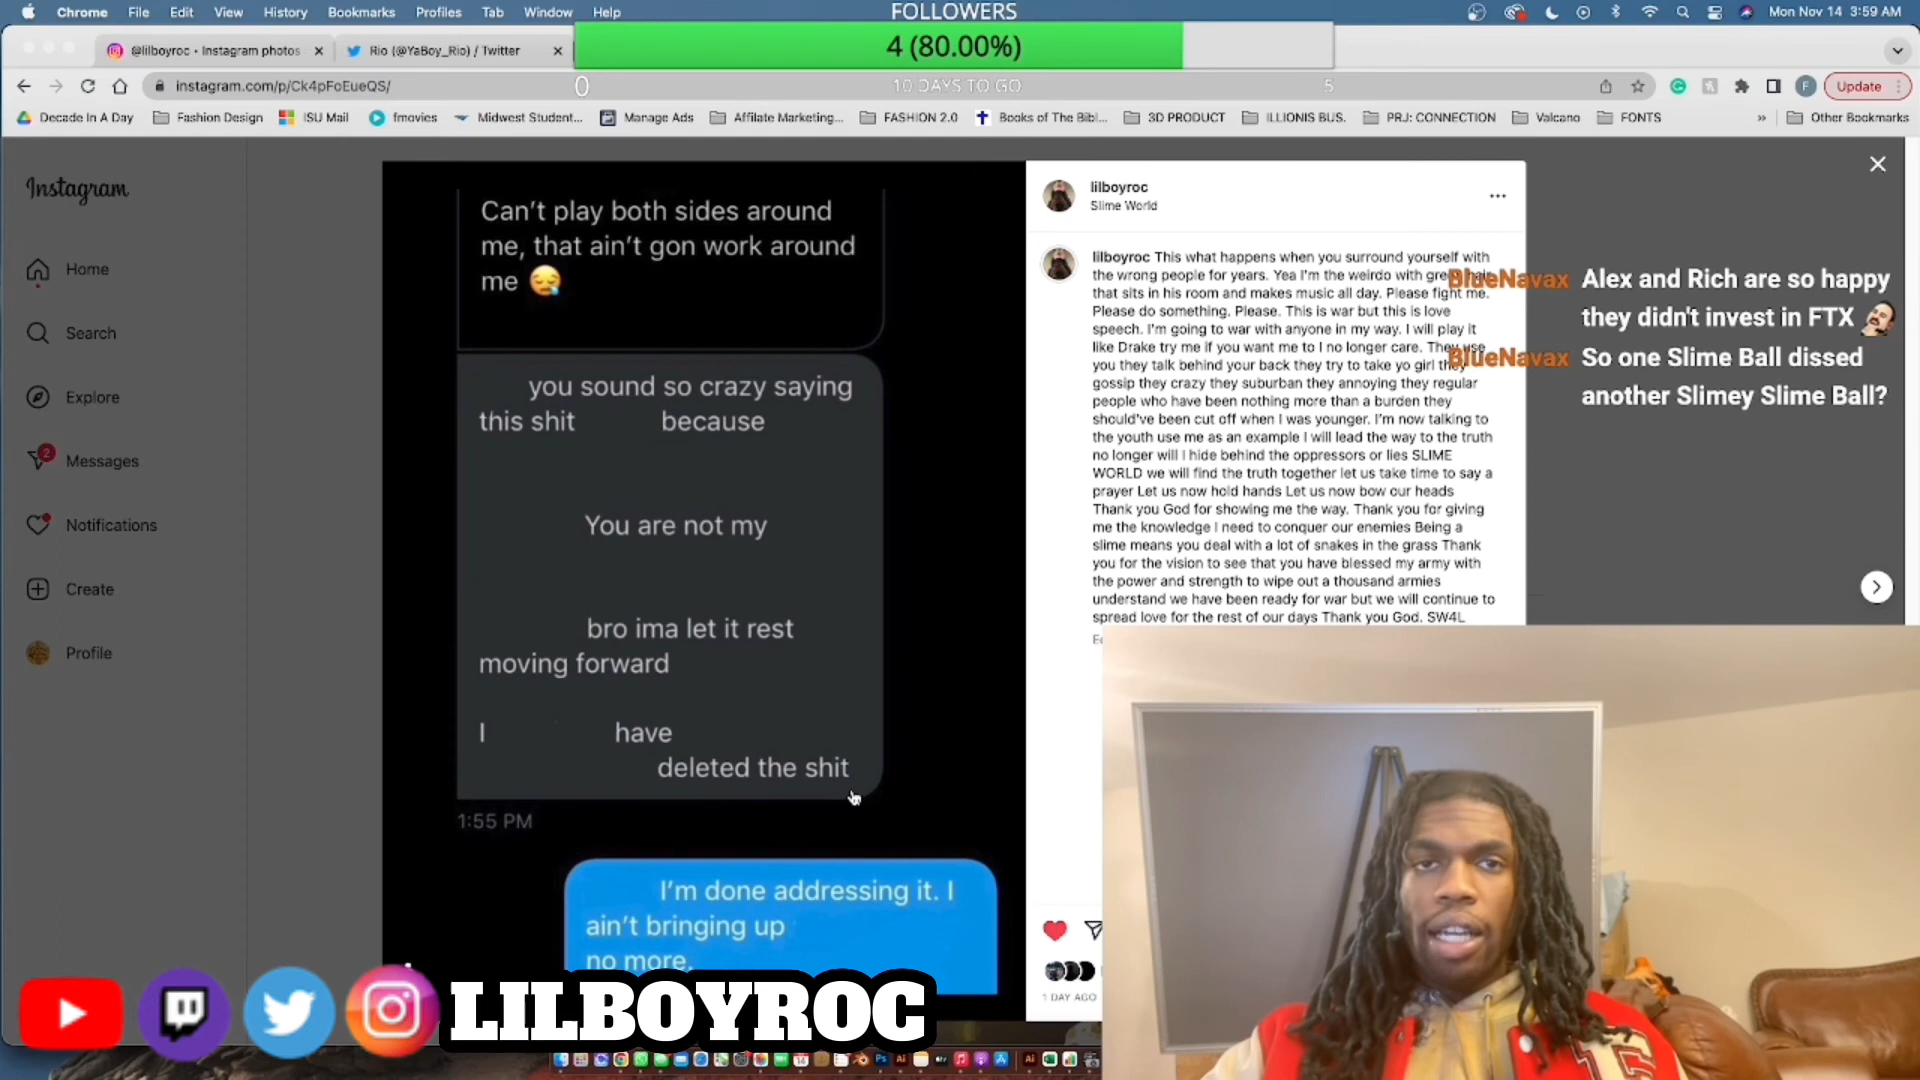 Chrome File Edit View History Bookmarks Profiles Tab Window Help
FOLLOWERS
Mon Nov 14 3:59 AM
@lilboyroc • Instagram photos
Rio (@YaBoy_Rio) / Twitter
4 (80.00%)
instagram.com/p/Ck4pFoEueQS/
0
10 DAYS TO GO
5
F
Update
Decade In A Day
Fashion Design
ISU Mail
fmovies
Midwest Student...
Manage Ads
Affilate Marketing...
FASHION 2.0
Books of The Bibl...
3D PRODUCT
ILLIONIS BUS.
PRJ: CONNECTION
Valcano
FONTS
»
Other Bookmarks
Instagram
Home
Search
Explore
2
Messages
Notifications
Create
Profile
Can't play both sides around
me, that ain't gon work around
me 😪
you sound so crazy saying
this shit because
You are not my
bro ima let it rest
moving forward
I have
deleted the shit
1:55 PM
I'm done addressing it. I
ain't bringing up
no more.
lilboyroc
Slime World
lilboyroc This what happens when you surround yourself with
the wrong people for years. Yea I'm the weirdo with green hair
that sits in his room and makes music all day. Please fight me.
Please do something. Please. This is war but this is love
speech. I'm going to war with anyone in my way. I will play it
like Drake try me if you want me to I no longer care. They use
you they talk behind your back they try to take yo girl they
gossip they crazy they suburban they annoying they regular
people who have been nothing more than a burden they
should've been cut off when I was younger. I'm now talking to
the youth use me as an example I will lead the way to the truth
no longer will I hide behind the oppressors or lies SLIME
WORLD we will find the truth together let us take time to say a
prayer Let us now hold hands Let us now bow our heads
Thank you God for showing me the way. Thank you for giving
me the knowledge I need to conquer our enemies Being a
slime means you deal with a lot of snakes in the grass Thank
you for the vision to see that you have blessed my army with
the power and strength to wipe out a thousand armies
understand we have been ready for war but we will continue to
spread love for the rest of our days Thank you God. SW4L
1 DAY AGO
BlueNavax Alex and Rich are so happy
they didn't invest in FTX
BlueNavax So one Slime Ball dissed
another Slimey Slime Ball?
LILBOYROC